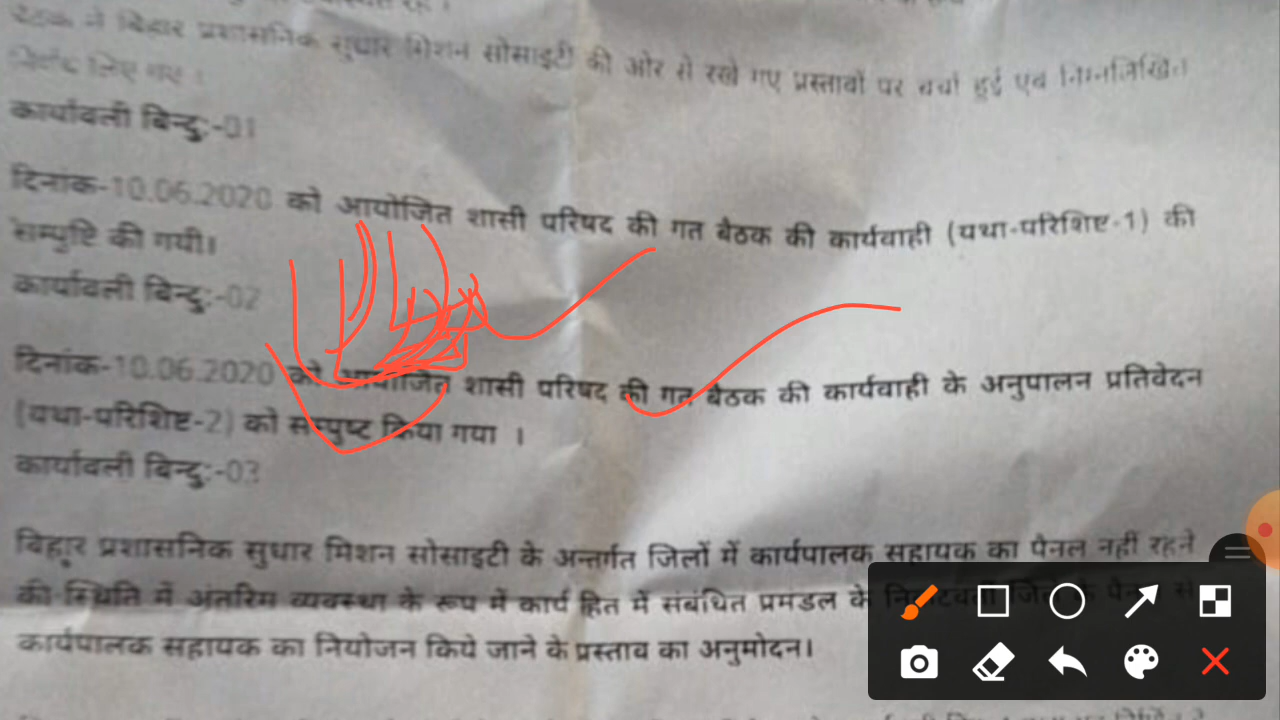 बैठक में बिहार प्रशासनिक सुधार मिशन सोसाइटी की ओर से रखे गए प्रस्तावों पर चर्चा हुई एवं निम्नलिखित
निर्णय लिए गए ।
कार्यावली बिन्दुः-01
दिनांक-10.06.2020 को आयोजित शासी परिषद की गत बैठक की कार्यवाही (यथा-परिशिष्ट-1) की
सम्पुष्टि की गयी।
कार्यावली बिन्दुः-02
दिनांक-10.06.2020 को आयोजित शासी परिषद की गत बैठक की कार्यवाही के अनुपालन प्रतिवेदन
(यथा-परिशिष्ट-2) को सम्पुष्ट किया गया ।
कार्यावली बिन्दुः-03
बिहार प्रशासनिक सुधार मिशन सोसाइटी के अन्तर्गत जिलों में कार्यपालक सहायक का पैनल नहीं रहने
की स्थिति में अंतरिम व्यवस्था के रूप में कार्य हित में संबंधित प्रमडल के
कार्यपालक सहायक का नियोजन किये जाने के प्रस्ताव का अनुमोदन।